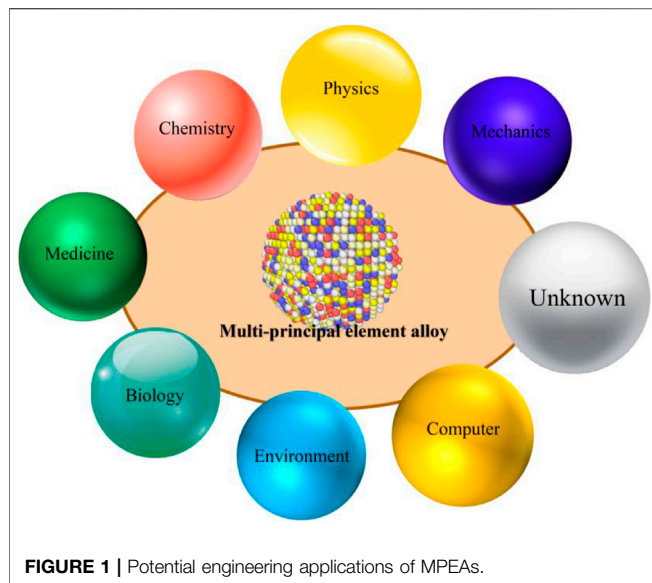 Physics
Chemistry
Mechanics
Medicine
Unknown
Multi-principal element alloy
Biology
Computer
Environment
FIGURE 1 | Potential engineering applications of MPEAs.